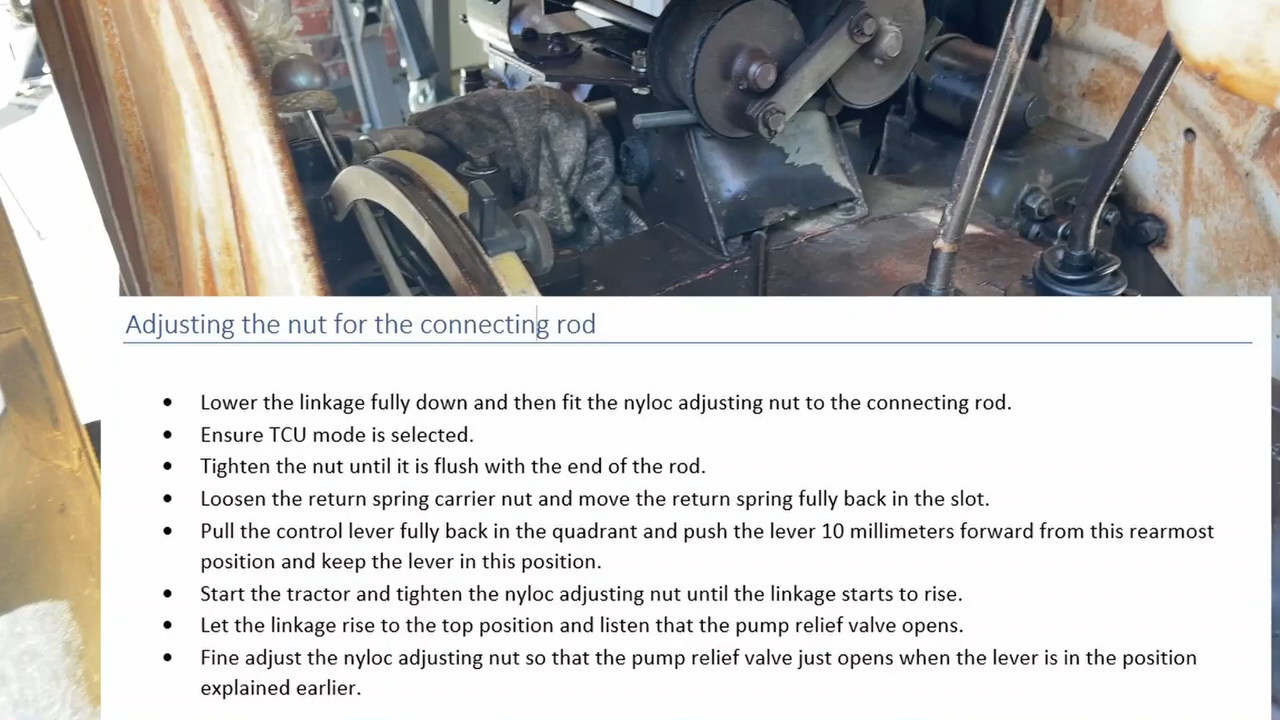 Adjusting the nut for the connecting rod
• Lower the linkage fully down and then fit the nyloc adjusting nut to the connecting rod.
• Ensure TCU mode is selected.
• Tighten the nut until it is flush with the end of the rod.
• Loosen the return spring carrier nut and move the return spring fully back in the slot.
• Pull the control lever fully back in the quadrant and push the lever 10 millimeters forward from this rearmost
position and keep the lever in this position.
• Start the tractor and tighten the nyloc adjusting nut until the linkage starts to rise.
• Let the linkage rise to the top position and listen that the pump relief valve opens.
• Fine adjust the nyloc adjusting nut so that the pump relief valve just opens when the lever is in the position
explained earlier.